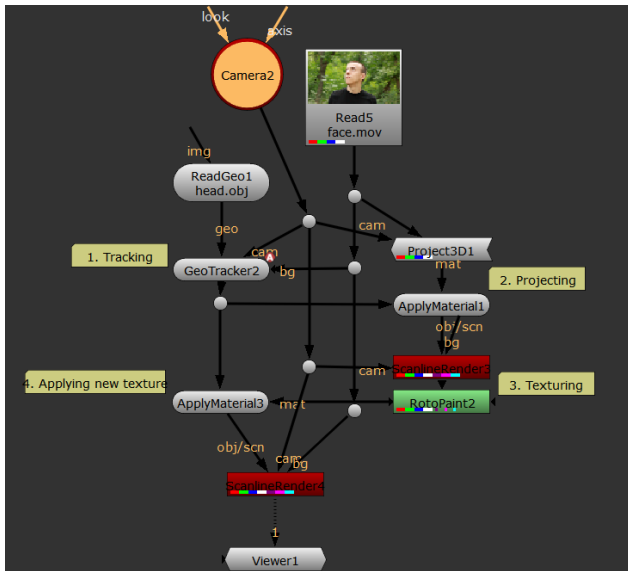 look
axis
Camera2
Read5
face.mov
img
ReadGeo1
head.obj
geo
cam
cam
Project3D1
1. Tracking
GeoTracker2
A
bg
mat
2. Projecting
ApplyMaterial1
obj/scn
bg
cam
ScanlineRender3
4. Applying new texture
3. Texturing
ApplyMaterial3
mat
RotoPaint2
obj/scn
cam
bg
ScanlineRender4
1
Viewer1